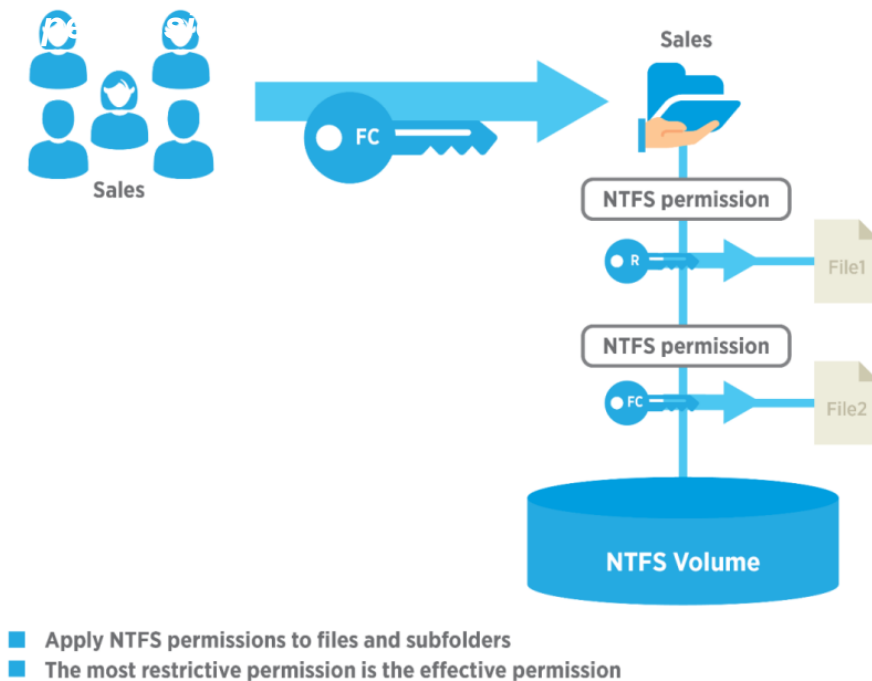 Sales
Sales
FC
NTFS permission
R
File1
NTFS permission
FC
File2
NTFS Volume
Apply NTFS permissions to files and subfolders
The most restrictive permission is the effective permission